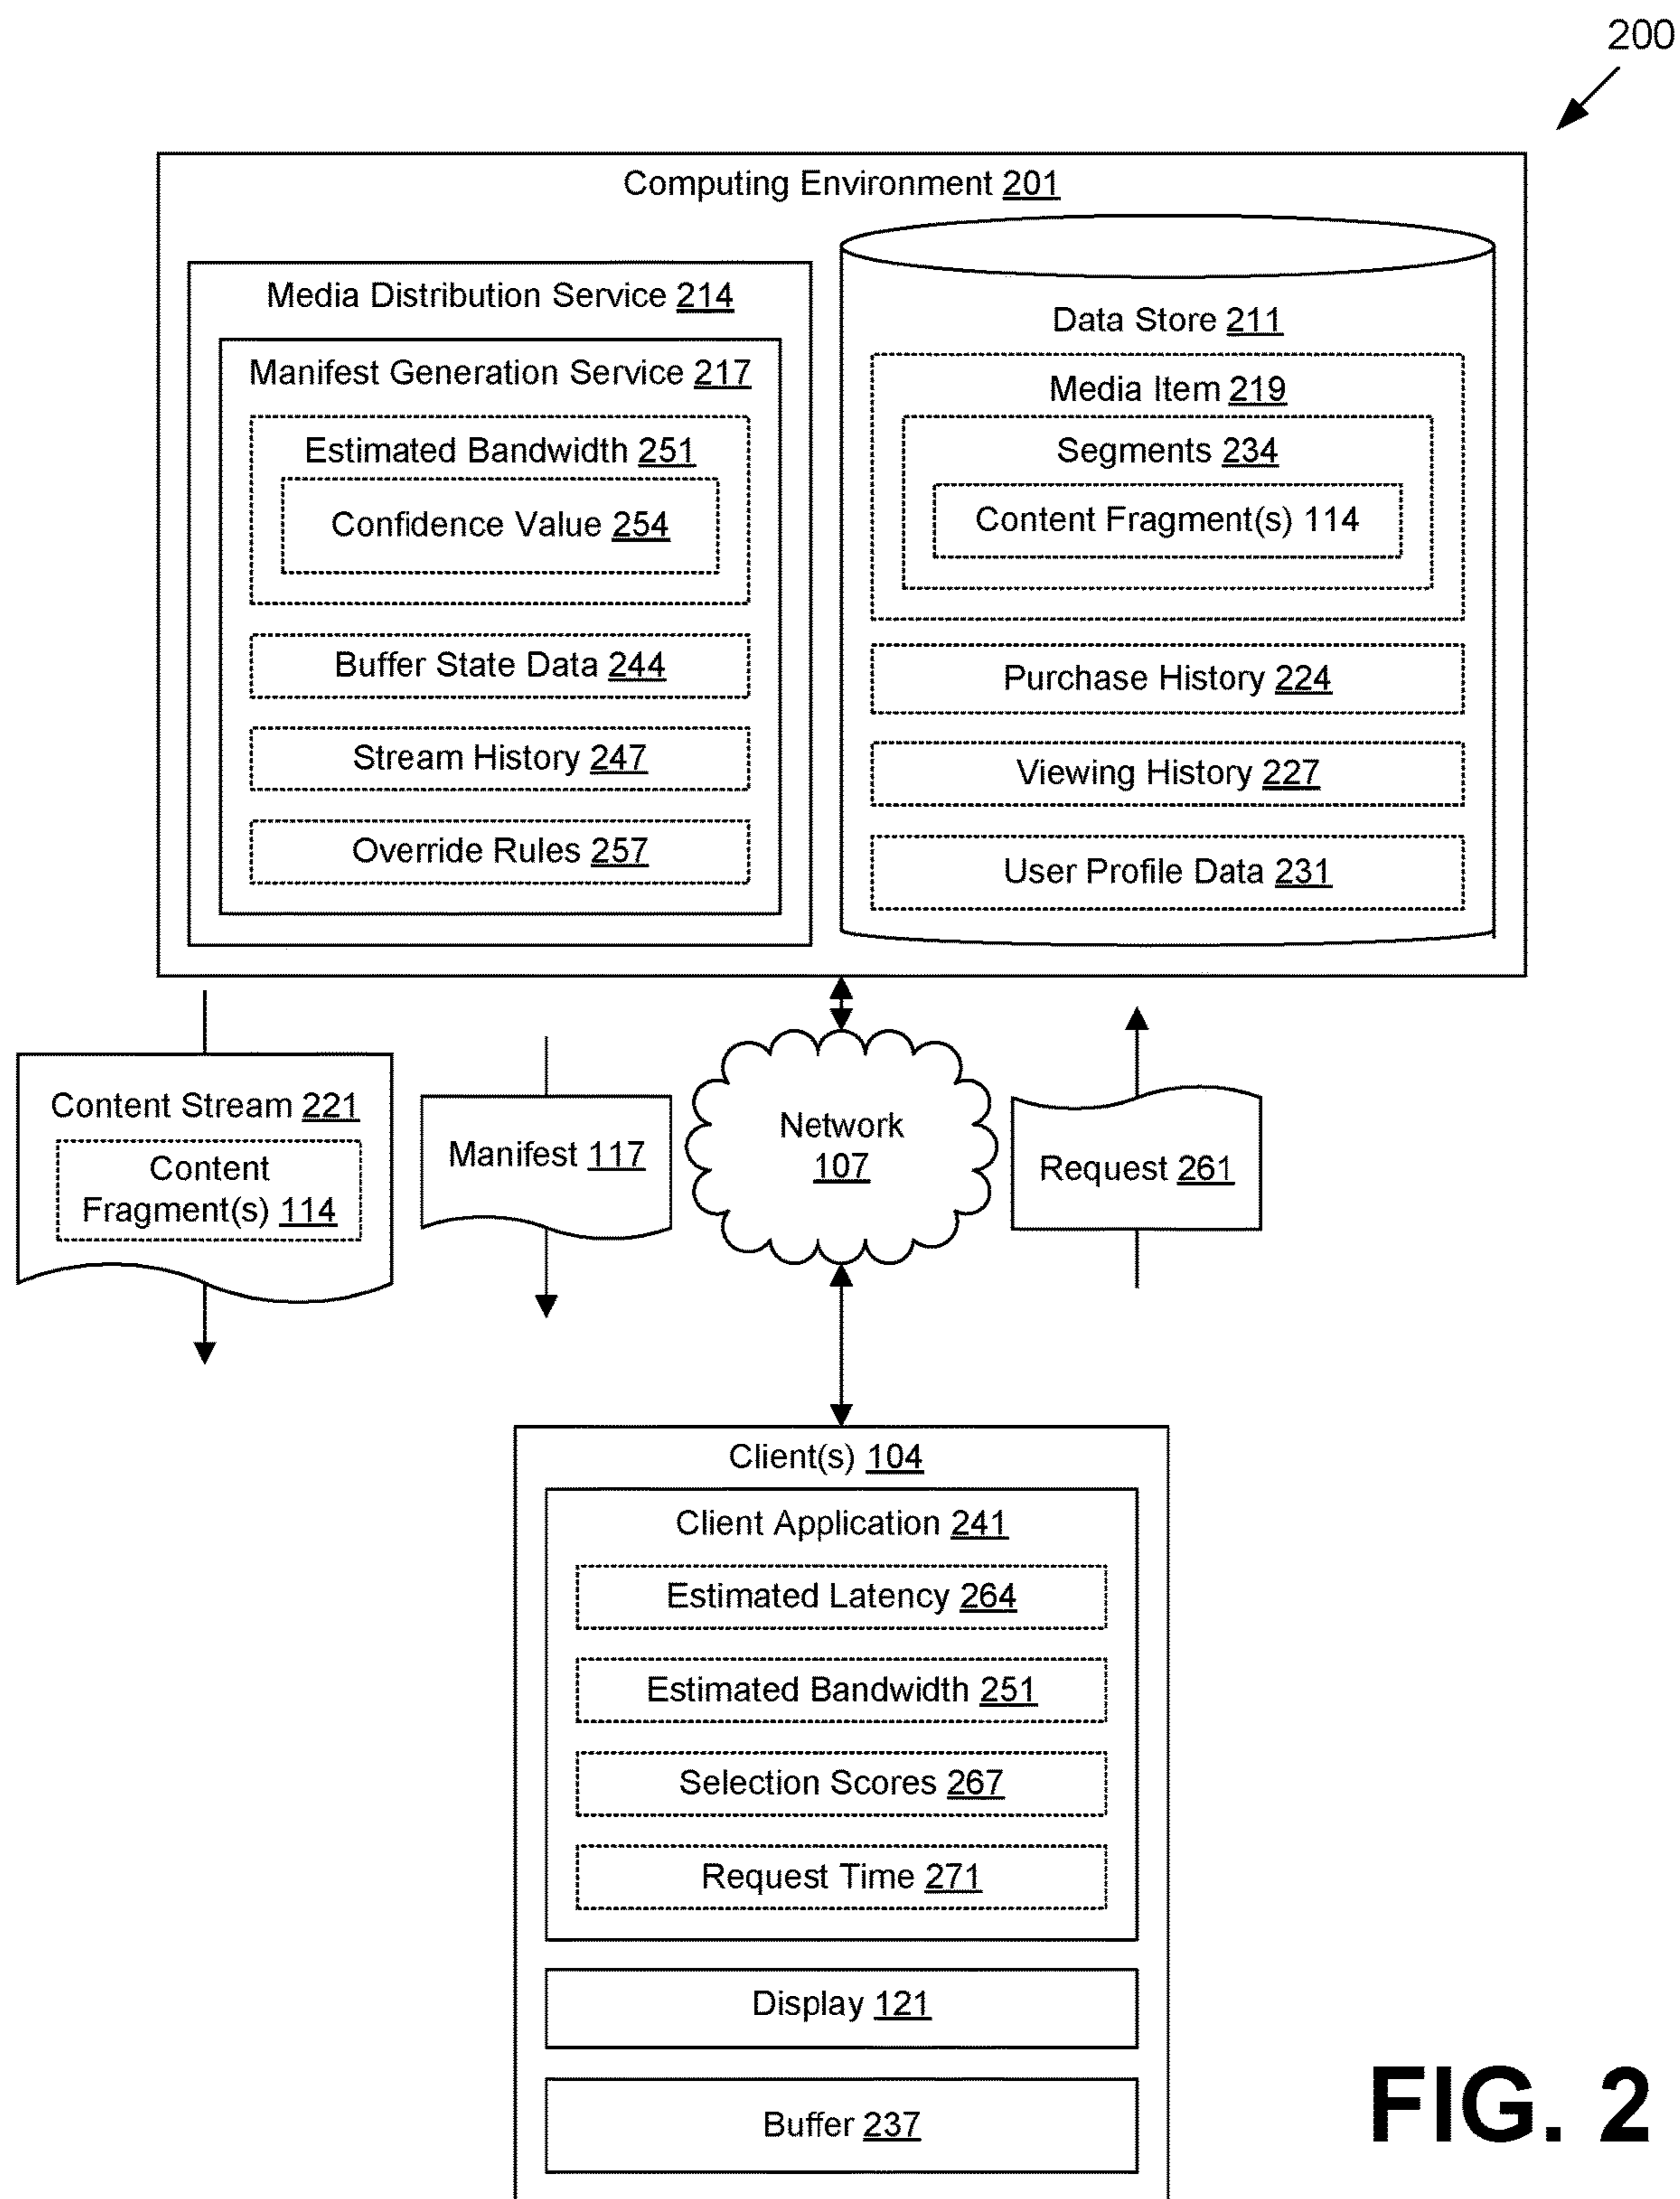 200
Computing Environment 201
Media Distribution Service 214
Manifest Generation Service 217
Estimated Bandwidth 251
Confidence Value 254
Buffer State Data 244
Stream History 247
Override Rules 257
Data Store 211
Media Item 219
Segments 234
Content Fragment(s) 114
Purchase History 224
Viewing History 227
User Profile Data 231
Content Stream 221
Content
Fragment(s) 114
Manifest 117
Network
107
Request 261
Client(s) 104
Client Application 241
Estimated Latency 264
Estimated Bandwidth 251
Selection Scores 267
Request Time 271
Display 121
Buffer 237
FIG. 2